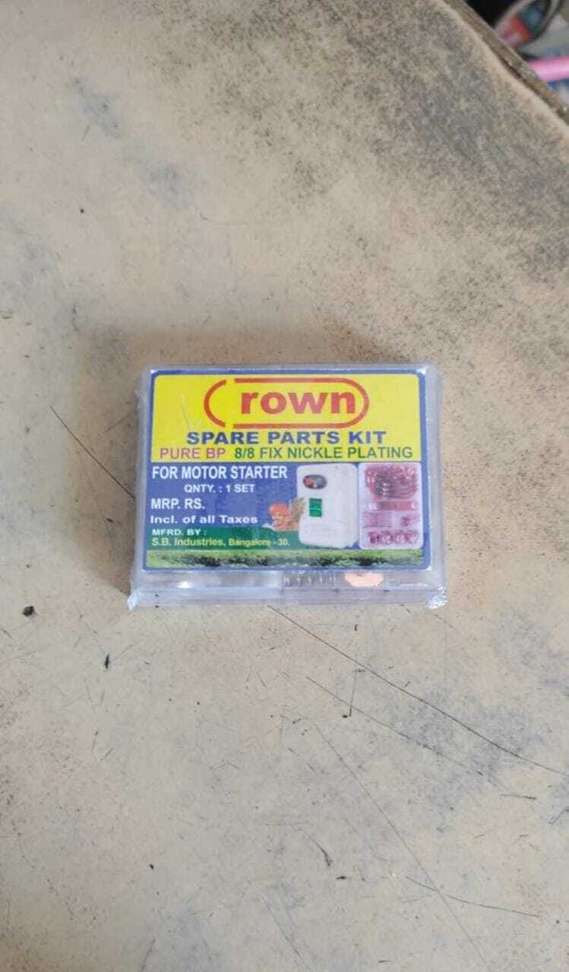 Crown
SPARE PARTS KIT
PURE BP 8/8 FIX NICKLE PLATING
FOR MOTOR STARTER
QNTY. : 1 SET
MRP. RS.
Incl. of all Taxes
MFRD. BY :
S.B. Industries, Bangalore - 30.